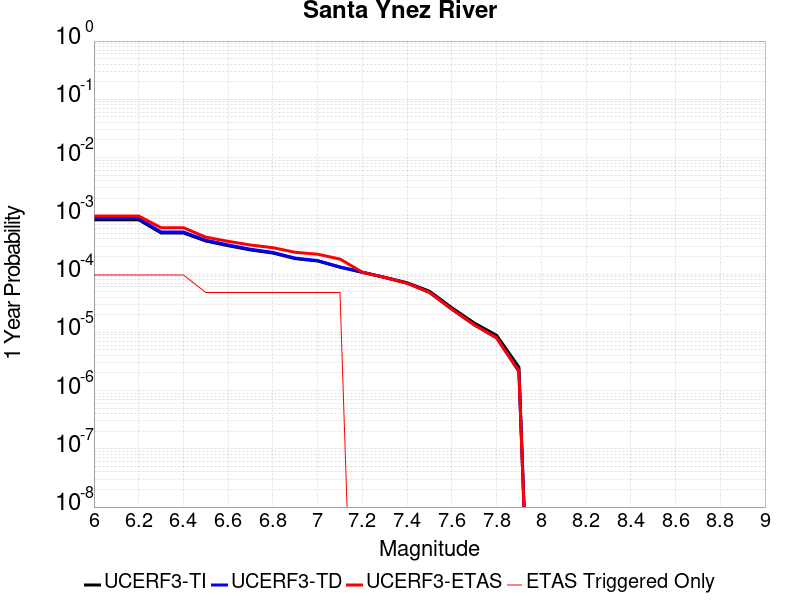 Santa Ynez River
1 Year Probability
10^0
10^-1
10^-2
10^-3
10^-4
10^-5
10^-6
10^-7
10^-8
6 6.2 6.4 6.6 6.8 7 7.2 7.4 7.6 7.8 8 8.2 8.4 8.6 8.8 9
Magnitude
UCERF3-TI UCERF3-TD UCERF3-ETAS ETAS Triggered Only